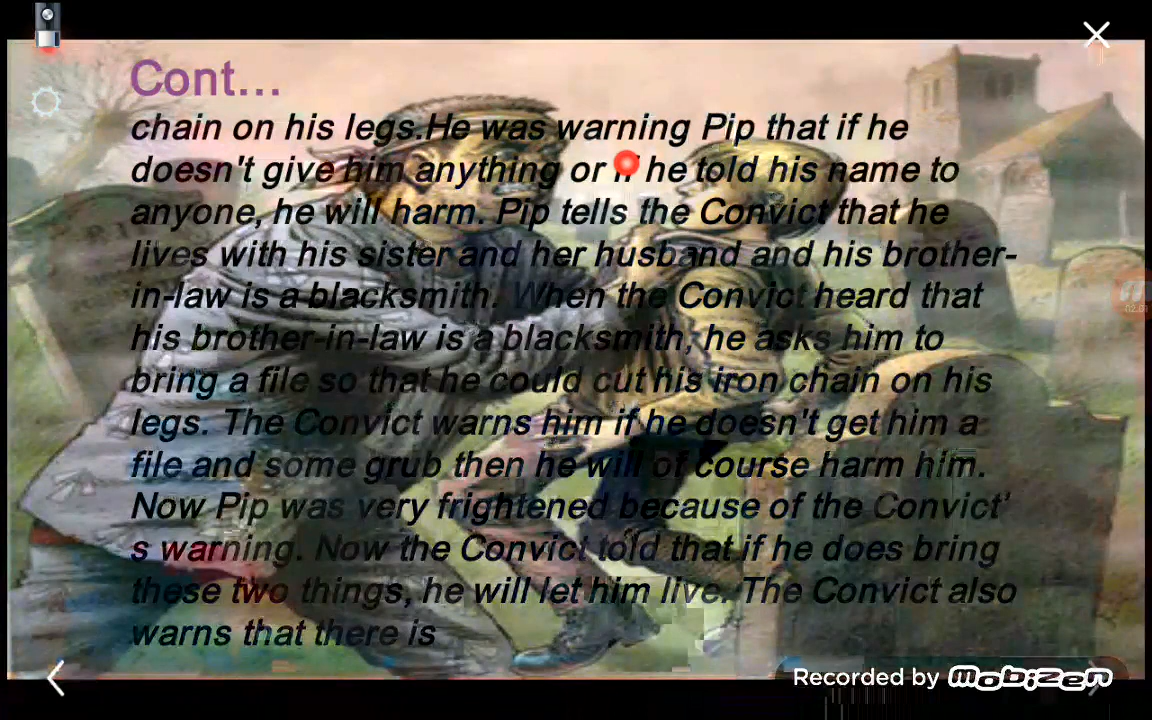 Cont...
chain on his legs.He was warning Pip that if he
doesn't give him anything or if he told his name to
anyone, he will harm. Pip tells the Convict that he
lives with his sister and her husband and his brother-
in-law is a blacksmith. When the Convict heard that
his brother-in-law is a blacksmith, he asks him to
bring a file so that he could cut his iron chain on his
legs. The Convict warns him if he doesn't get him a
file and some grub then he will of course harm him.
Now Pip was very frightened because of the Convict'
s warning. Now the Convict told that if he does bring
these two things, he will let him live. The Convict also
warns that there is
02:01
Recorded by mobizen